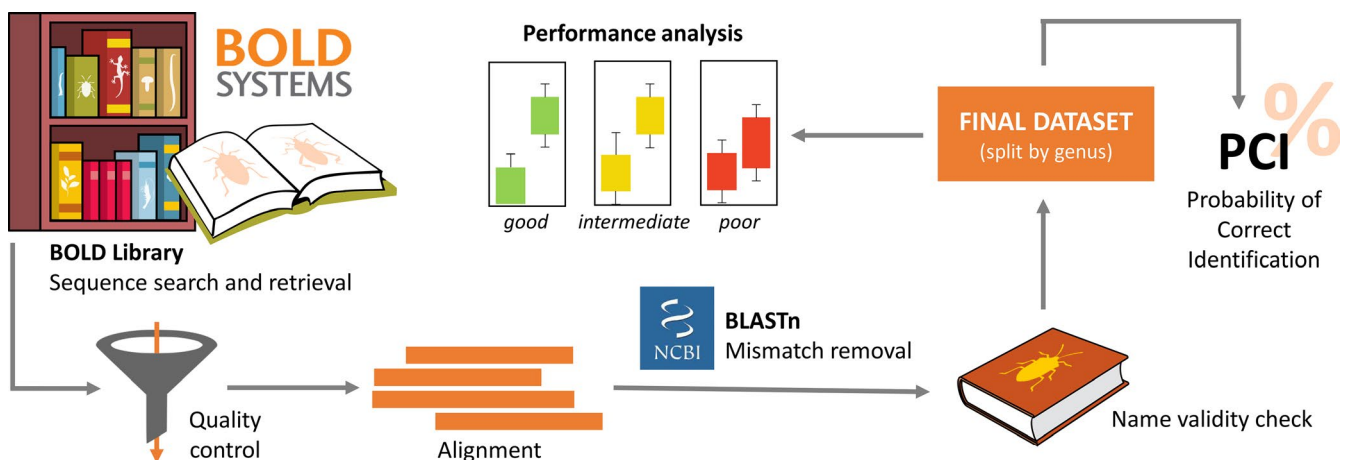 BOLD
SYSTEMS
BOLD Library
Sequence search and retrieval
Quality
control
Alignment
NCBI
BLASTn
Mismatch removal
Name validity check
FINAL DATASET
(split by genus)
Performance analysis
good
intermediate
poor
%
PCI
Probability of
Correct
Identification